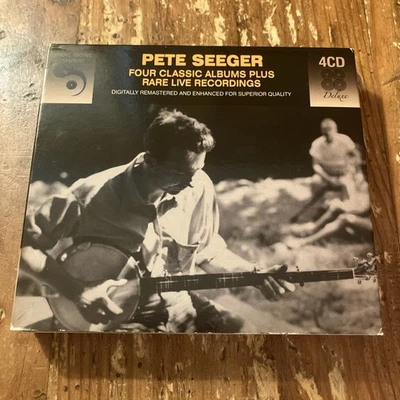 PETE SEEGER
FOUR CLASSIC ALBUMS PLUS
RARE LIVE RECORDINGS
DIGITALLY REMASTERED AND ENHANCED FOR SUPERIOR QUALITY
4CD
Deluxe